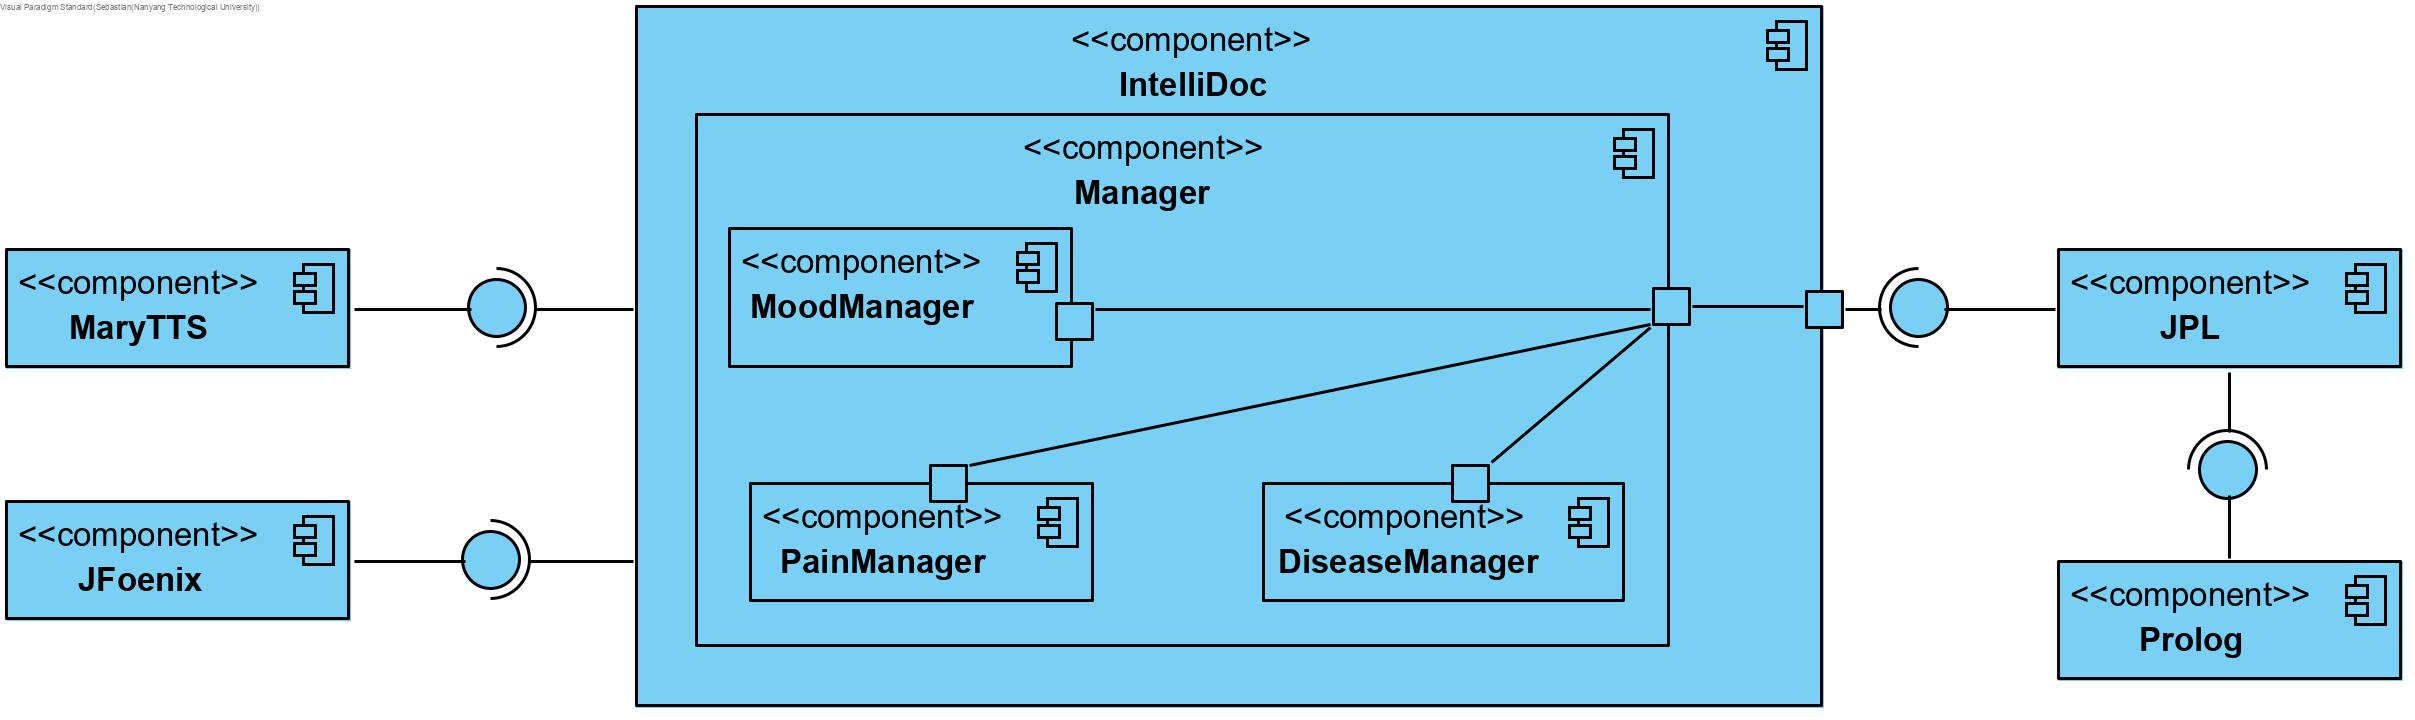 Visual Paradigm Standard(Sebastian(Nanyang Technological University))
<<component>>
IntelliDoc
<<component>>
Manager
<<component>>
MoodManager
<<component>>
MaryTTS
<<component>>
JPL
<<component>>
PainManager
<<component>>
DiseaseManager
<<component>>
JFoenix
<<component>>
Prolog